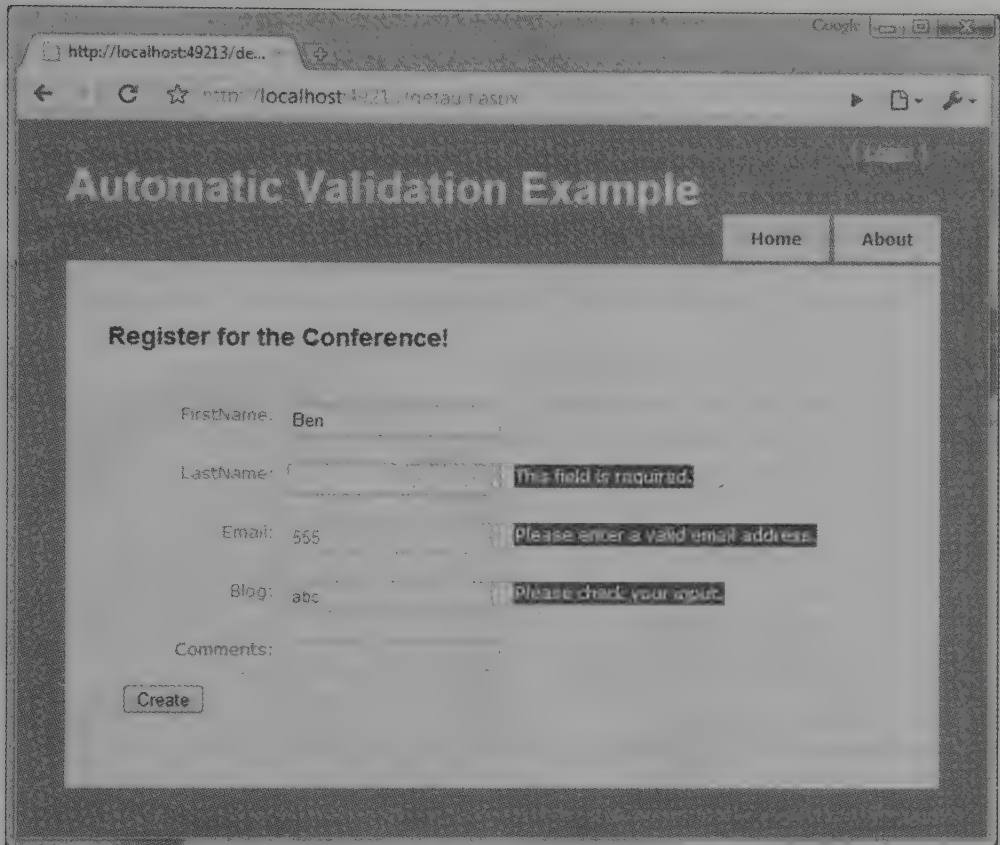 Google
http://localhost:49213/de...
Automatic Validation Example
Home
About
Register for the Conference!
FirstName: Ben
LastName: This field is required.
Email: 555 Please enter a valid email address.
Blog: abc Please check your input.
Comments:
Create